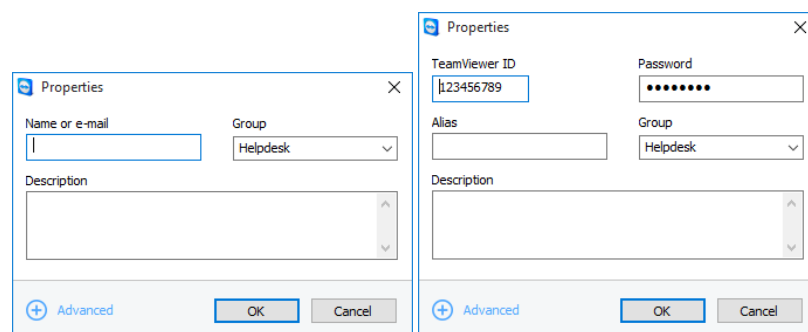 Properties
Name or e-mail Group
Helpdesk
Description
Advanced OK Cancel
Properties
TeamViewer ID Password
123456789 ••••••••
Alias Group
Helpdesk
Description
Advanced OK Cancel